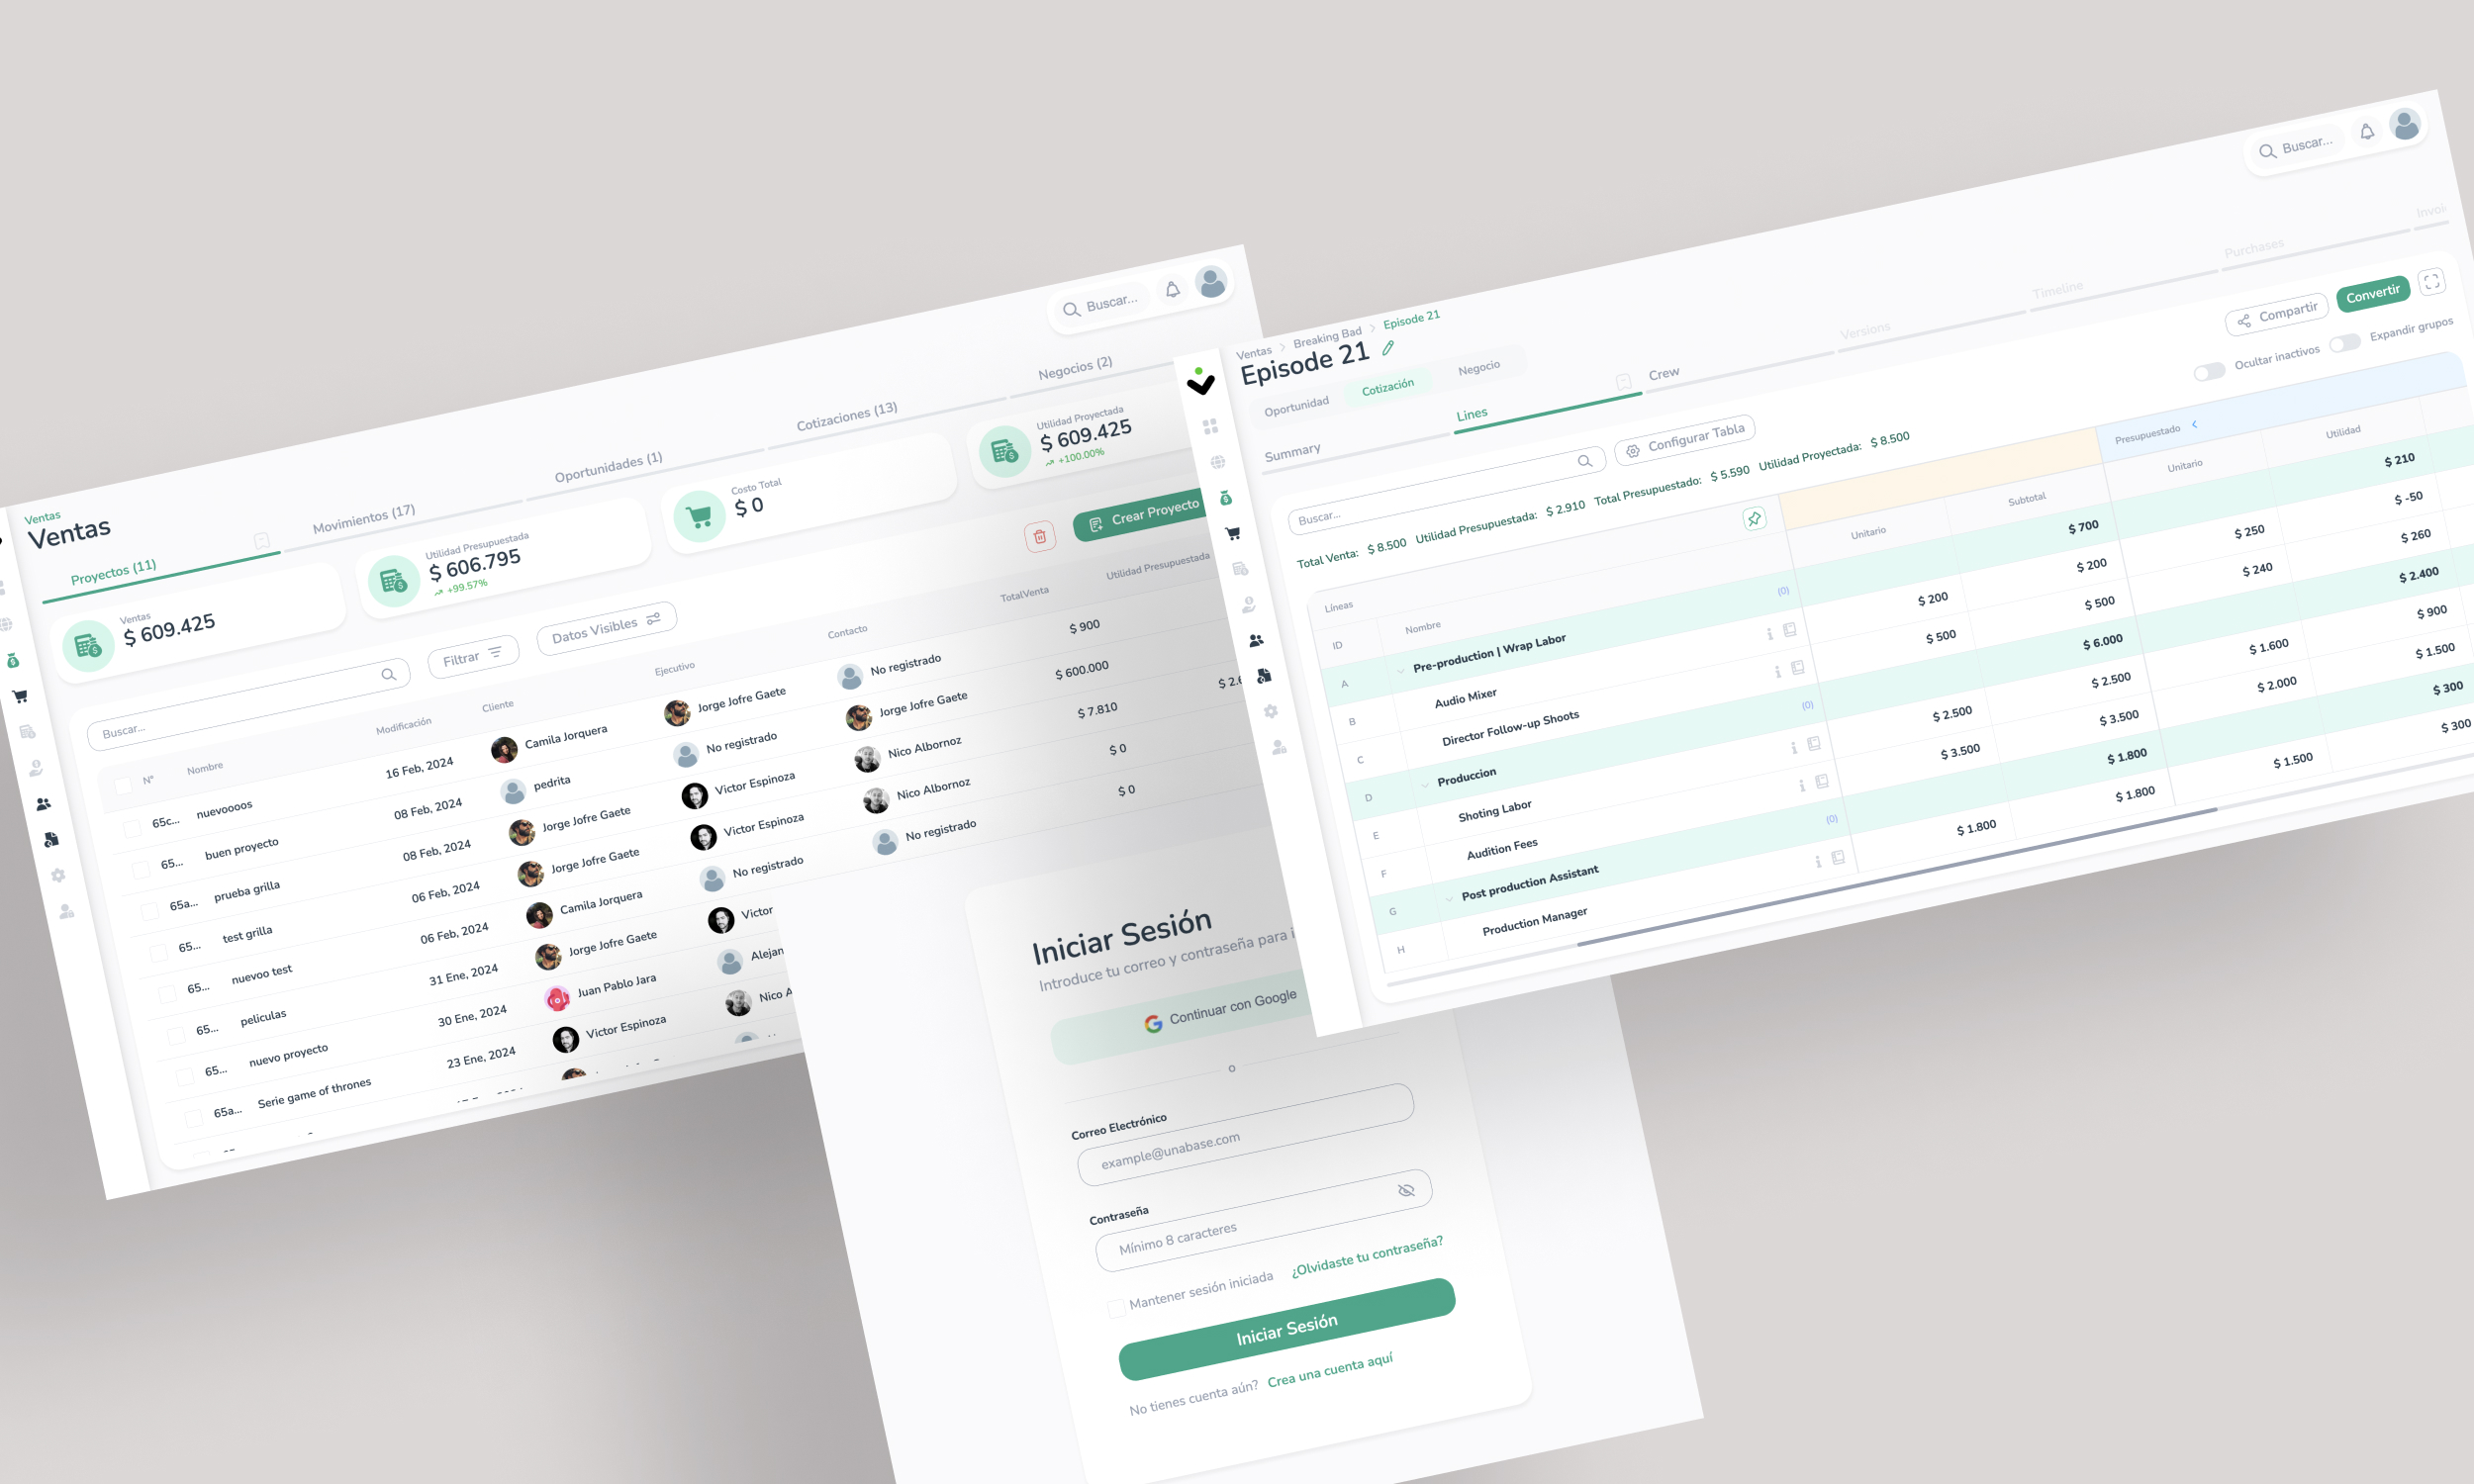 Buscar...
Ventas
Ventas
Proyectos (11)
Movimientos (17)
Oportunidades (1)
Cotizaciones (13)
Negocios (2)
Ventas
$ 609.425
Utilidad Presupuestada
$ 606.795
+99.57%
Costo Total
$ 0
Utilidad Proyectada
$ 609.425
+100.00%
Buscar...
Filtrar
Datos Visibles
Crear Proyecto
N° Nombre Modificación Cliente Ejecutivo Contacto TotalVenta Utilidad Presupuestada
65c... nuevooooos 16 Feb, 2024 Camila Jorquera Jorge Jofre Gaete No registrado $ 900
65... buen proyecto 08 Feb, 2024 pedrita No registrado Jorge Jofre Gaete $ 600.000
65a... prueba grilla 08 Feb, 2024 Jorge Jofre Gaete Victor Espinoza Nico Albornoz $ 7.810
65... test grilla 06 Feb, 2024 Jorge Jofre Gaete Victor Espinoza Nico Albornoz $ 0
65... nuevoo test 06 Feb, 2024 Camila Jorquera No registrado No registrado $ 0
65... peliculas 31 Ene, 2024 Jorge Jofre Gaete Victor
65... nuevo proyecto 30 Ene, 2024 Juan Pablo Jara Alejan
65a... Serie game of thrones 23 Ene, 2024 Victor Espinoza Nico A
Iniciar Sesión
Introduce tu correo y contraseña para i
Continuar con Google
o
Correo Electrónico
example@unabase.com
Contraseña
Mínimo 8 caracteres
Mantener sesión iniciada ¿Olvidaste tu contraseña?
Iniciar Sesión
No tienes cuenta aún? Crea una cuenta aquí
Buscar...
Ventas > Breaking Bad > Episode 21
Episode 21
Oportunidad Cotización Negocio
Summary
Lines
Crew
Versions
Timeline
Purchases
Invoi
Compartir
Convertir
Buscar...
Configurar Tabla
Ocultar inactivos
Expandir grupos
Total Venta: $ 8.500 Utilidad Presupuestada: $ 2.910 Total Presupuestado: $ 5.590 Utilidad Proyectada: $ 8.500
Líneas
Presupuestado
ID Nombre Unitario Subtotal Unitario Utilidad
A Pre-production | Wrap Labor (0) $ 700 $ 210
B Audio Mixer $ 200 $ 200 $ 250 $ -50
C Director Follow-up Shoots $ 500 $ 500 $ 240 $ 260
D Produccion (0) $ 6.000 $ 2.400
E Shoting Labor $ 2.500 $ 2.500 $ 1.600 $ 900
F Audition Fees $ 3.500 $ 3.500 $ 2.000 $ 1.500
G Post production Assistant (0) $ 1.800 $ 300
H Production Manager $ 1.800 $ 1.800 $ 1.500 $ 300